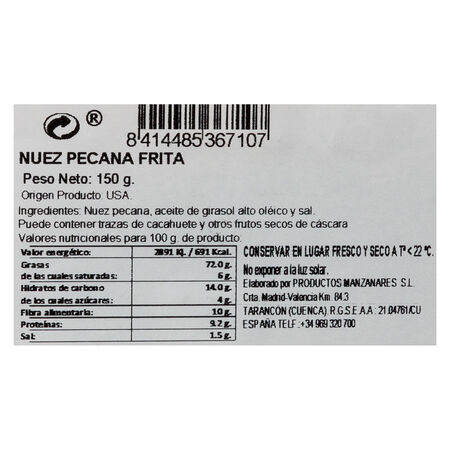 ®
8 414485 367107
NUEZ PECANA FRITA
Peso Neto: 150 g.
Origen Producto: USA.
Ingredientes: Nuez pecana, aceite de girasol alto oléico y sal.
Puede contener trazas de cacahuete y otros frutos secos de cáscara
Valores nutricionales para 100 g. de producto.
Valor energético: 2891 Kj. / 691 Kcal.
Grasas 72.0 g.
de las cuales saturadas: 6 g.
Hidratos de carbono 14.0 g.
de los cuales azúcares: 4 g.
Fibra alimentaria: 10 g.
Proteínas: 9.2 g.
Sal: 1.5 g.
CONSERVAR EN LUGAR FRESCO Y SECO A Tª < 22 ºC.
No exponer a la luz solar.
Elaborado por PRODUCTOS MANZANARES S.L
Crta. Madrid-Valencia Km. 84.3
TARANCÓN (CUENCA) R.G.S.E.A.A.: 21.04761/CU
ESPAÑA TELF.:+34 969 320 700